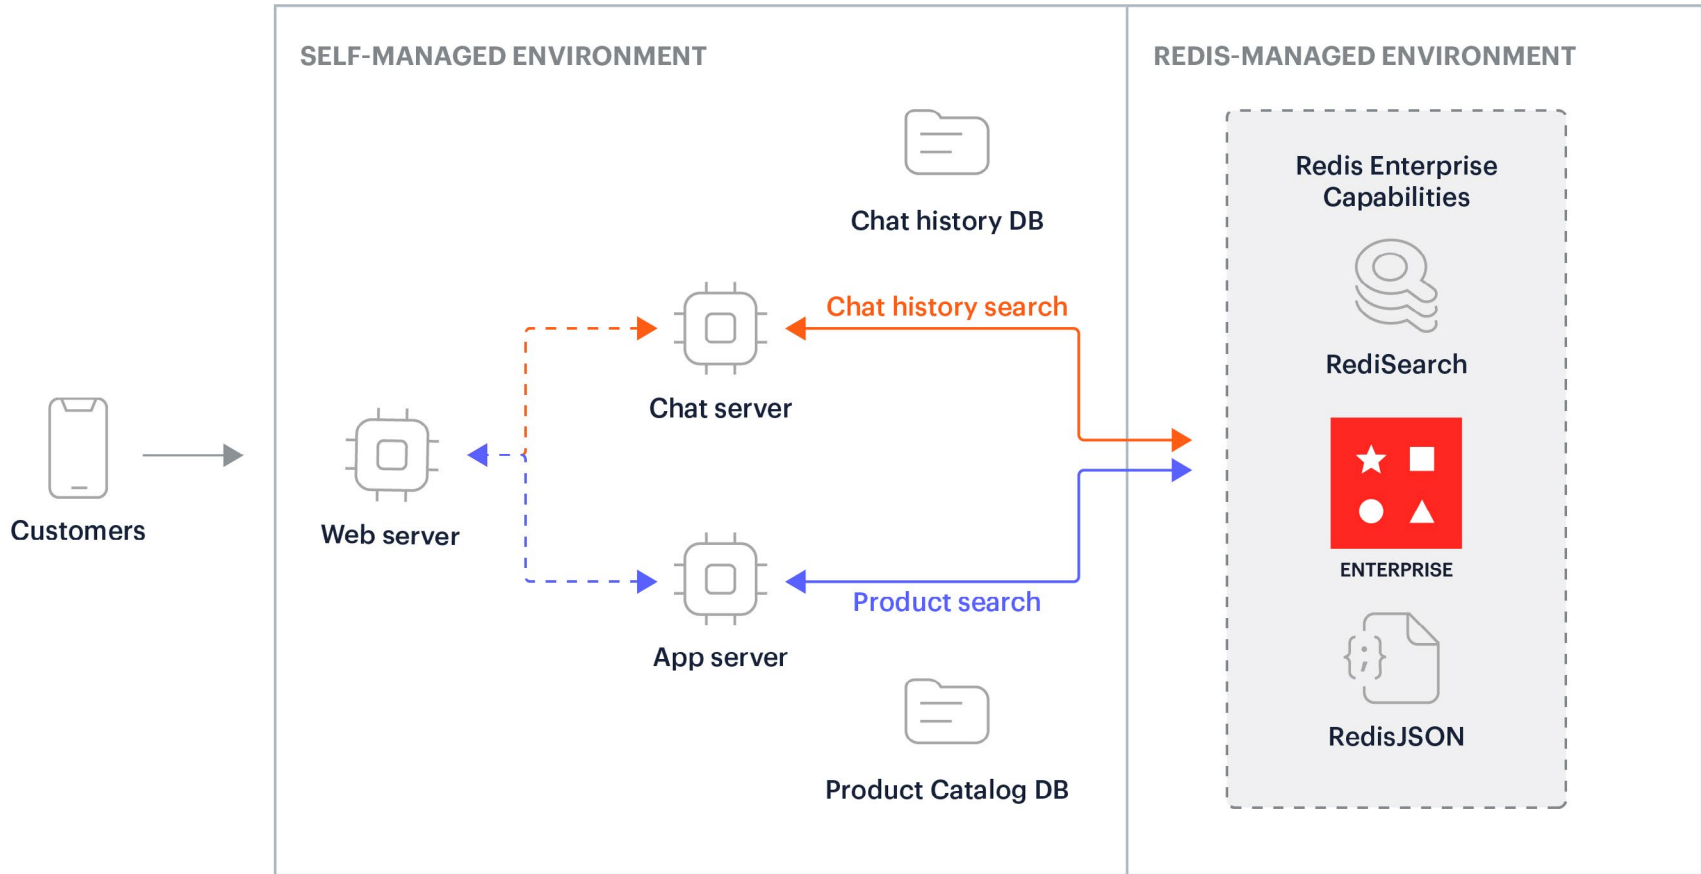 SELF-MANAGED ENVIRONMENT
REDIS-MANAGED ENVIRONMENT
Chat history DB
Redis Enterprise
Capabilities
Chat history search
RediSearch
Chat server
Customers
Web server
ENTERPRISE
Product search
App server
RedisJSON
Product Catalog DB